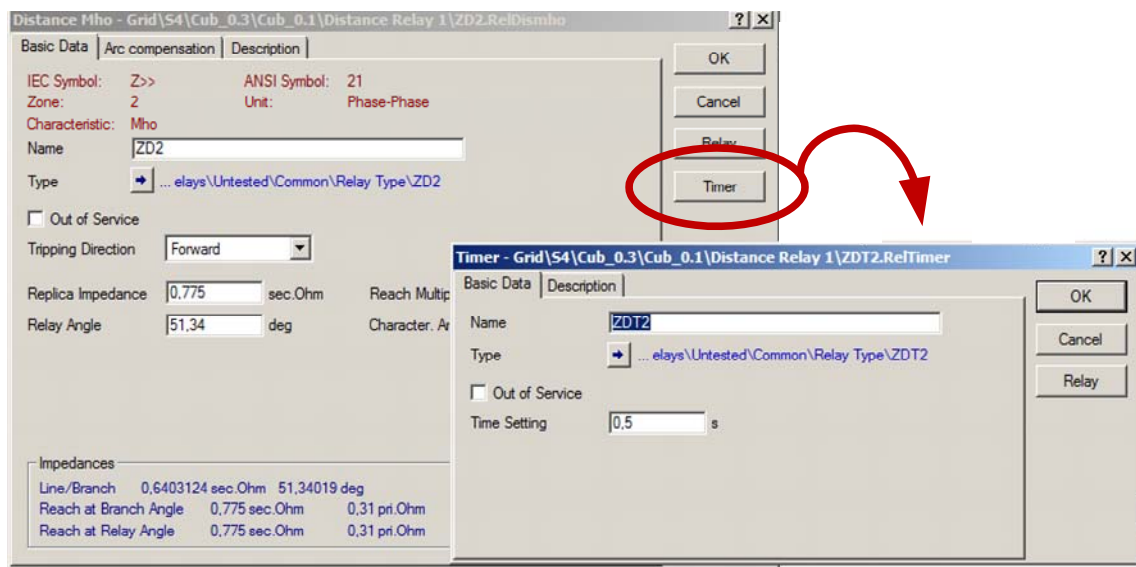 Distance Mho - Grid\S4\Cub_0.3\Cub_0.1\Distance Relay 1\ZD2.RelDismho
Basic Data Arc compensation Description
IEC Symbol: Z>> ANSI Symbol: 21
Zone: 2 Unit: Phase-Phase
Characteristic: Mho
Name ZD2
Type ... elays\Untested\Common\Relay Type\ZD2
Out of Service
Tripping Direction Forward
Replica Impedance 0,775 sec.Ohm Reach Multip
Relay Angle 51,34 deg Character. An
Impedances
Line/Branch 0,6403124 sec.Ohm 51,34019 deg
Reach at Branch Angle 0,775 sec.Ohm 0,31 pri.Ohm
Reach at Relay Angle 0,775 sec.Ohm 0,31 pri.Ohm
OK
Cancel
Relay
Timer
Timer - Grid\S4\Cub_0.3\Cub_0.1\Distance Relay 1\ZDT2.RelTimer
Basic Data Description
Name ZDT2
Type ... elays\Untested\Common\Relay Type\ZDT2
Out of Service
Time Setting 0,5 s
OK
Cancel
Relay